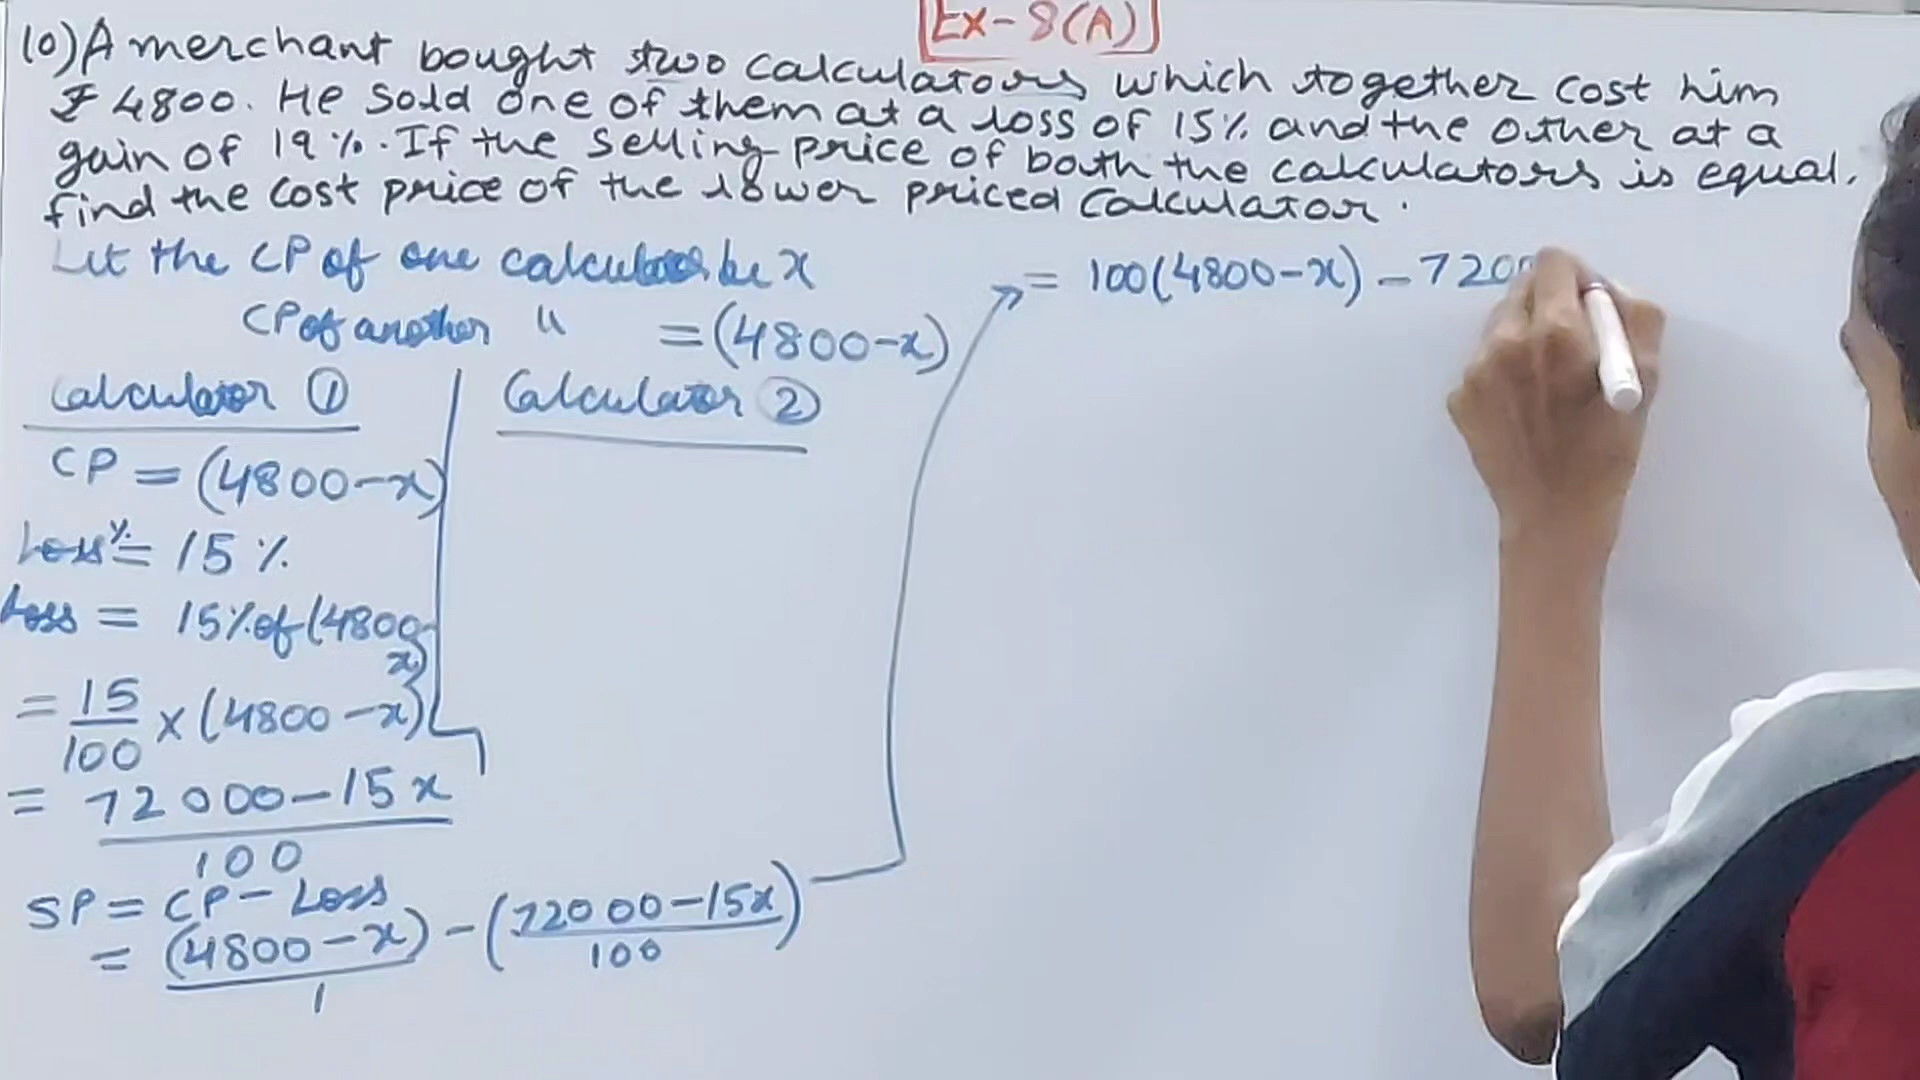 Ex-8(A)
10) A merchant bought two calculators which together cost him
₹ 4800. He sold one of them at a loss of 15% and the other at a
gain of 19%. If the selling price of both the calculators is equal,
find the cost price of the lower priced calculator.
Let the CP of one calculator be x
CP of another " = (4800-x)
Calculator ①
CP = (4800-x)
Loss% = 15%
Loss = 15% of (4800-
x)
= 15/100 × (4800-x)
= 72000-15x
100
SP = CP - Loss
= (4800-x)/1 - (72000-15x/100)
Calculator ②
= 100(4800-x) - 7200